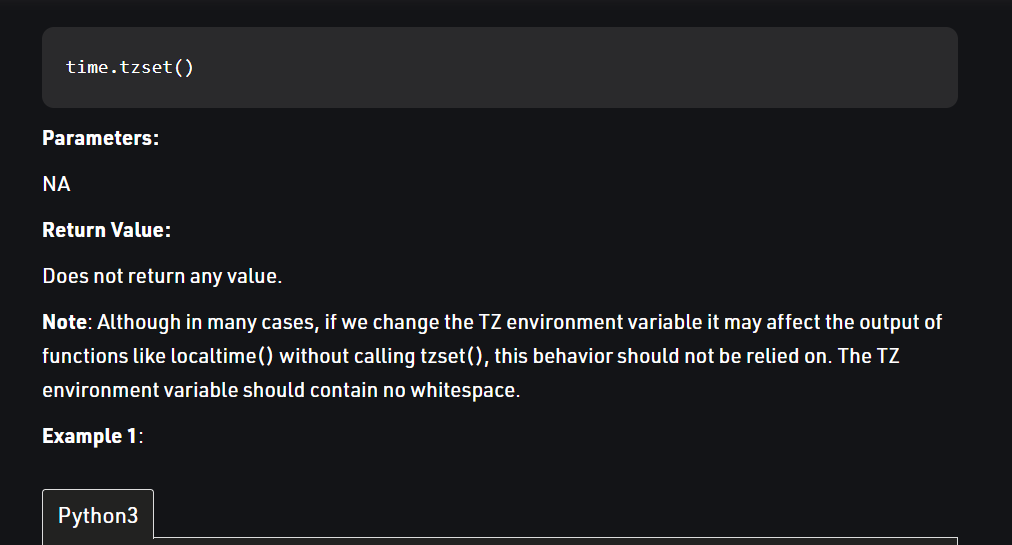 time.tzset()
Parameters:
NA
Return Value:
Does not return any value.
Note: Although in many cases, if we change the TZ environment variable it may affect the output of
functions like localtime() without calling tzset(), this behavior should not be relied on. The TZ
environment variable should contain no whitespace.
Example 1:
Python3